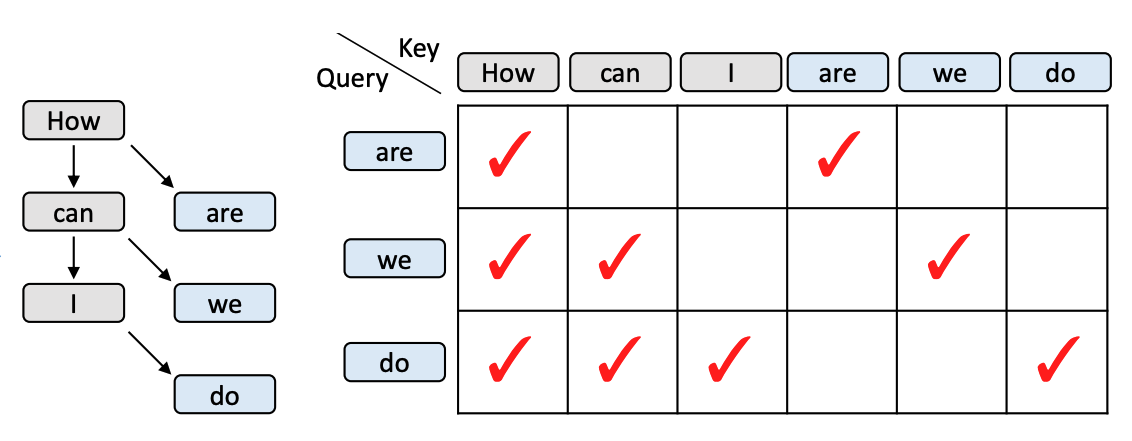 Key
Query
How can I are we do
How
can are
I we
do
are
we
do